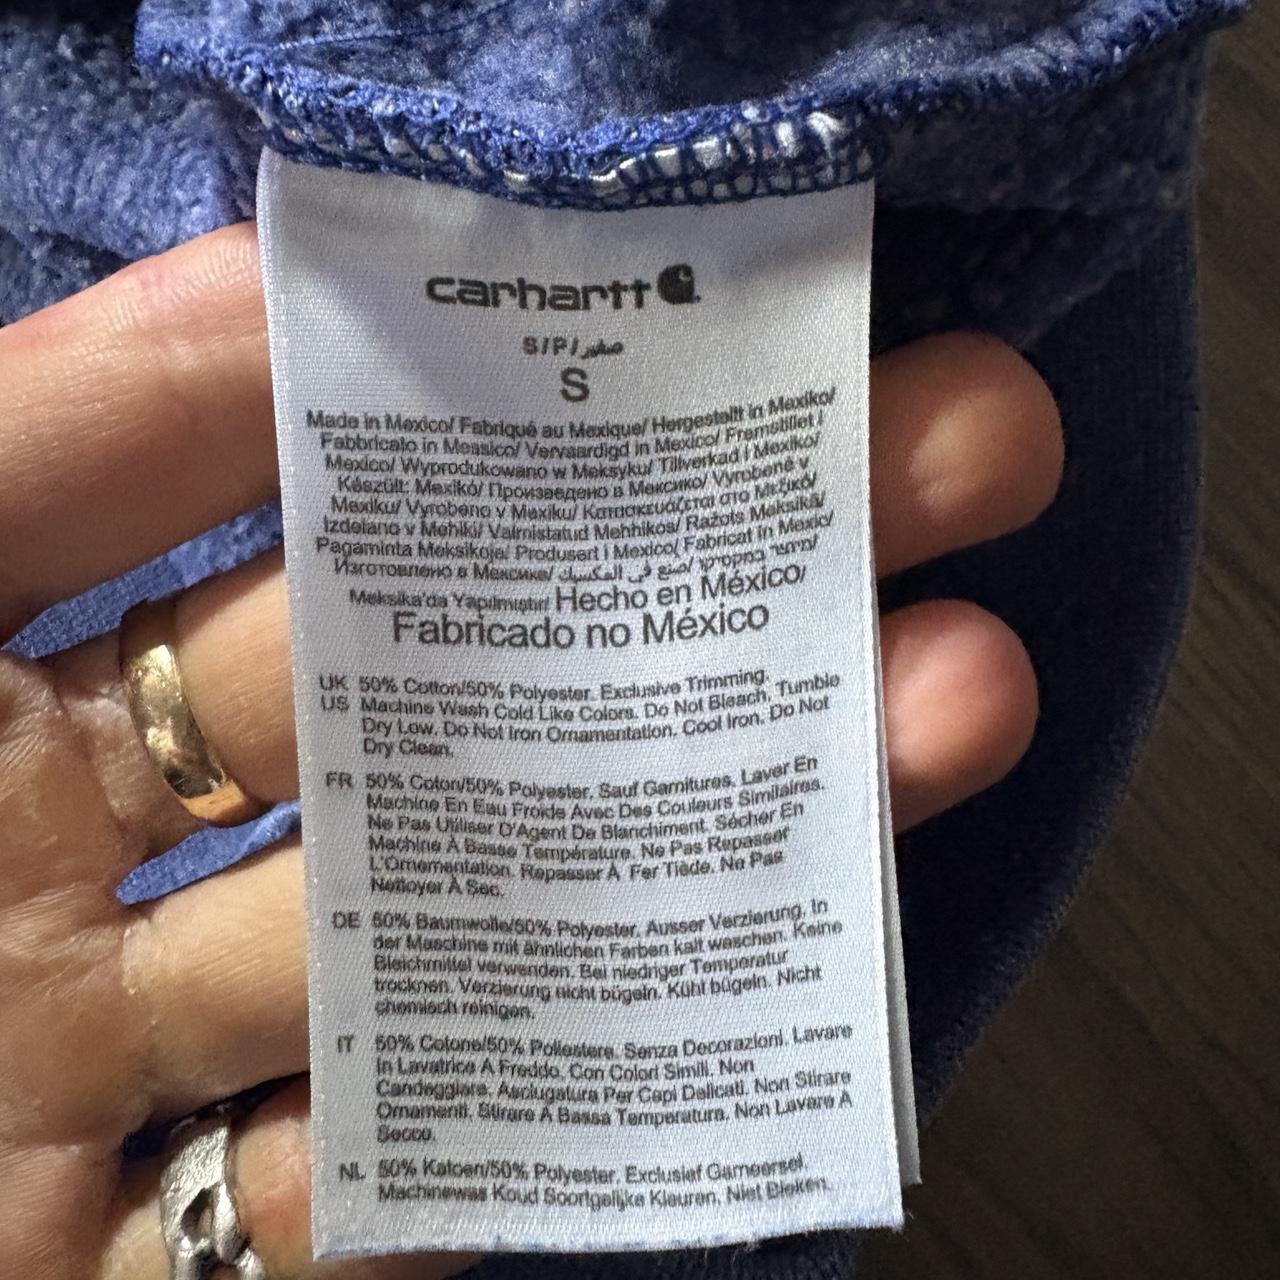 carhartt
S/P/صغير
S
Made in Mexico/ Fabriqué au Mexique/ Hergestellt in Mexiko/
Fabbricato in Messico/ Vervaardigd in Mexico/ Fremstillet I
Mexico/ Wyprodukowano w Meksyku/ Tillverkad I Mexiko/
Készült: Mexikó/ Произведено в Мексико/ Vyrobené v
Mexiku/ Vyrobeno v Mexiku/ Κατασκευάζεται στο Μεξικό/
Izdelano v Mehiki/ Valmistatud Mehhikos/ Ražots Meksikā/
Pagaminta Meksikoje/ Produsert i Mexico/ Fabricat în Mexic/
Изготовлено в Мексике/ صنع في المكسيك/ מיוצר במקסיקו/
Meksika'da Yapılmıştır/ Hecho en México/
Fabricado no México
UK 50% Cotton/50% Polyester. Exclusive Trimming.
US Machine Wash Cold Like Colors. Do Not Bleach. Tumble
Dry Low. Do Not Iron Ornamentation. Cool Iron. Do Not
Dry Clean.
FR 50% Coton/50% Polyester. Sauf Garnitures. Laver En
Machine En Eau Froide Avec Des Couleurs Similaires.
Ne Pas Utiliser D'Agent De Blanchiment. Sécher En
Machine À Basse Température. Ne Pas Repasser
L'Ornementation. Repasser À Fer Tiède. Ne Pas
Nettoyer À Sec.
DE 50% Baumwolle/50% Polyester. Ausser Verzierung. In
der Maschine mit ähnlichen Farben kalt waschen. Keine
Bleichmittel verwenden. Bei niedriger Temperatur
trocknen. Verzierung nicht bügeln. Kühl bügeln. Nicht
chemisch reinigen.
IT 50% Cotone/50% Poliestere. Senza Decorazioni. Lavare
In Lavatrice A Freddo. Con Colori Simili. Non
Candeggiare. Asciugatura Per Capi Delicati. Non Stirare
Ornamenti. Stirare A Bassa Temperatura. Non Lavare A
Secco.
NL 50% Katoen/50% Polyester. Exclusief Garneersel.
Machinewas Koud Soortgelijke Kleuren. Niet Bleken.